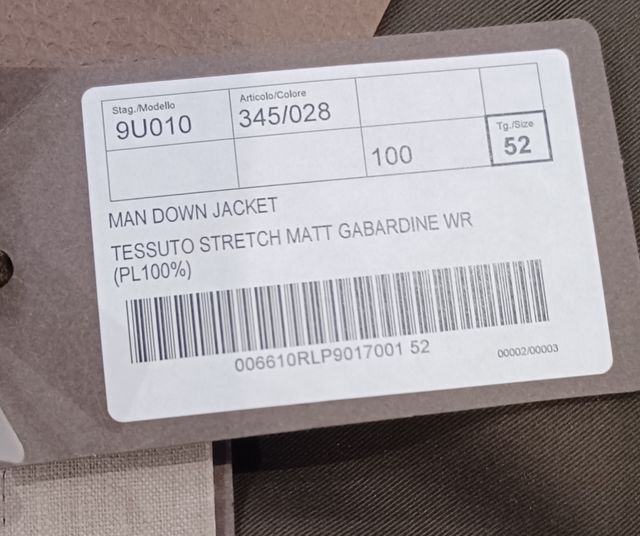 Stag./Modello
9U010
Articolo/Colore
345/028
100
Tg./Size
52
MAN DOWN JACKET
TESSUTO STRETCH MATT GABARDINE WR
(PL100%)
006610RLP9017001 52
00002/00003